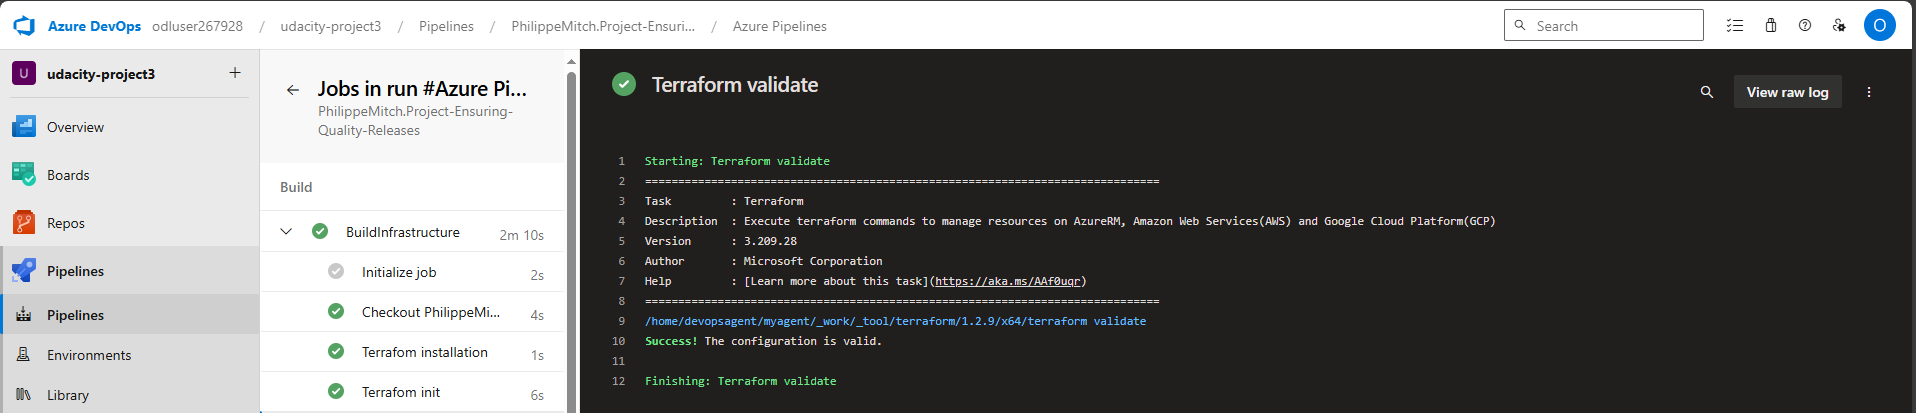 Azure DevOps odluser267928 / udacity-project3 / Pipelines / PhilippeMitch.Project-Ensuri... / Azure Pipelines
Search
O
U udacity-project3 +
Overview
Boards
Repos
Pipelines
Pipelines
Environments
Library
Jobs in run #Azure Pi...
PhilippeMitch.Project-Ensuring-
Quality-Releases
Build
BuildInfrastructure 2m 10s
Initialize job 2s
Checkout PhilippeMi... 4s
Terrafom installation 1s
Terrafom init 6s
Terraform validate
View raw log
1 Starting: Terraform validate
2 ==============================================================================
3 Task : Terraform
4 Description : Execute terraform commands to manage resources on AzureRM, Amazon Web Services(AWS) and Google Cloud Platform(GCP)
5 Version : 3.209.28
6 Author : Microsoft Corporation
7 Help : [Learn more about this task](https://aka.ms/AAf0uqr)
8 ==============================================================================
9 /home/devopsagent/myagent/_work/_tool/terraform/1.2.9/x64/terraform validate
10 Success! The configuration is valid.
11
12 Finishing: Terraform validate